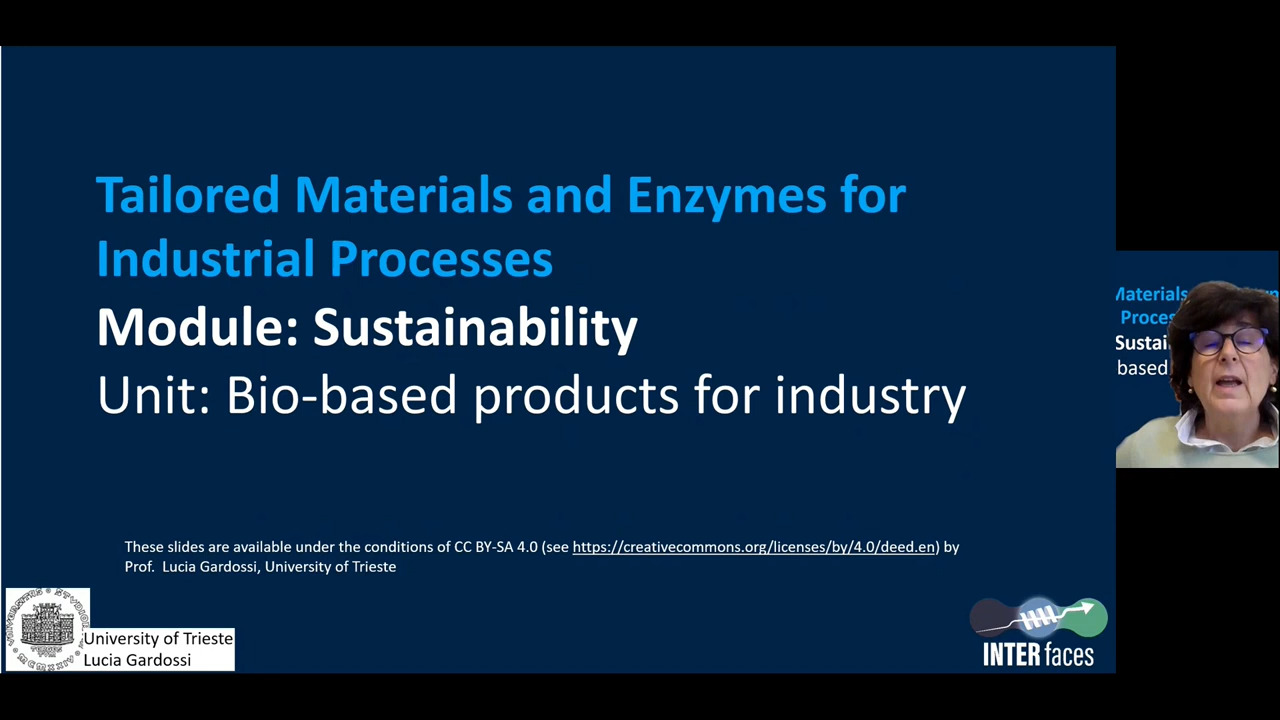 Tailored Materials and Enzymes for
Industrial Processes
Module: Sustainability
Unit: Bio-based products for industry
These slides are available under the conditions of CC BY-SA 4.0 (see https://creativecommons.org/licenses/by/4.0/deed.en) by
Prof. Lucia Gardossi, University of Trieste
University of Trieste
Lucia Gardossi
INTERfaces
Materials
Proces
Sustai
based